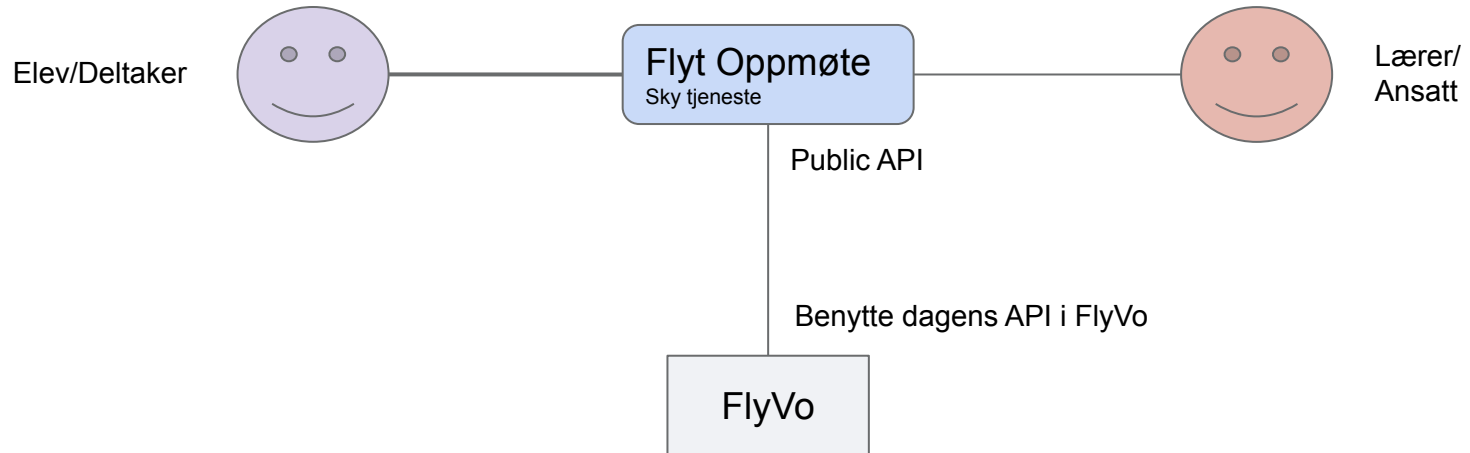 Elev/Deltaker
Flyt Oppmøte
Sky tjeneste
Lærer/
Ansatt
Public API
Benytte dagens API i FlyVo
FlyVo